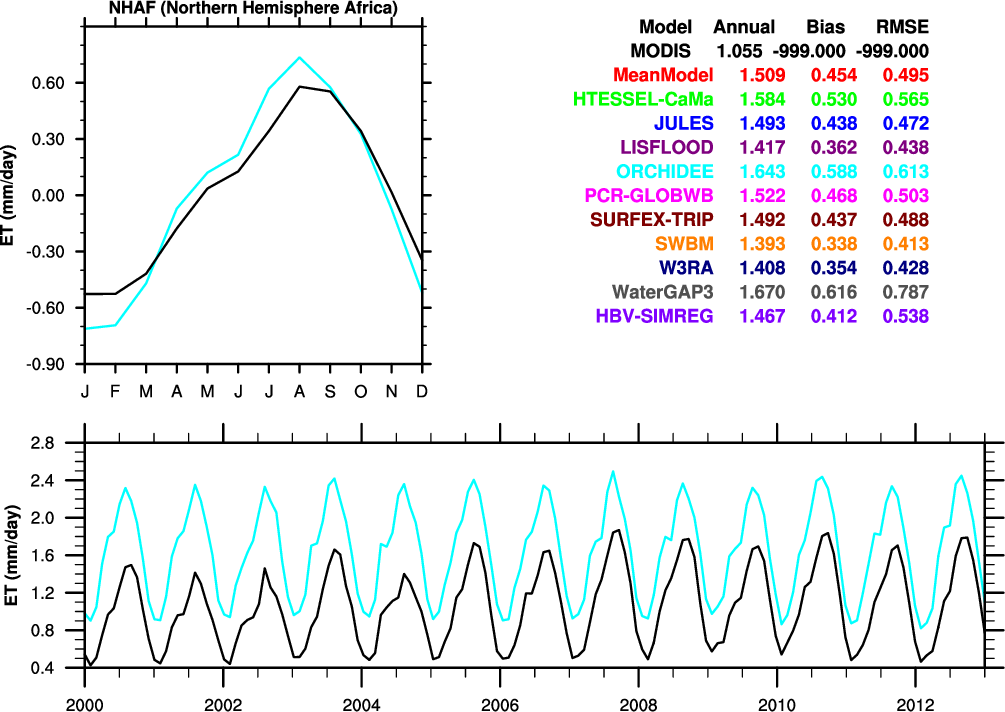 NHAF (Northern Hemisphere Africa)
ET (mm/day)
0.60
0.30
0.00
-0.30
-0.60
-0.90
J F M A M J J A S O N D
Model Annual Bias RMSE
MODIS 1.055 -999.000 -999.000
MeanModel 1.509 0.454 0.495
HTESSEL-CaMa 1.584 0.530 0.565
JULES 1.493 0.438 0.472
LISFLOOD 1.417 0.362 0.438
ORCHIDEE 1.643 0.588 0.613
PCR-GLOBWB 1.522 0.468 0.503
SURFEX-TRIP 1.492 0.437 0.488
SWBM 1.393 0.338 0.413
W3RA 1.408 0.354 0.428
WaterGAP3 1.670 0.616 0.787
HBV-SIMREG 1.467 0.412 0.538
ET (mm/day)
2.8
2.4
2.0
1.6
1.2
0.8
0.4
2000 2002 2004 2006 2008 2010 2012